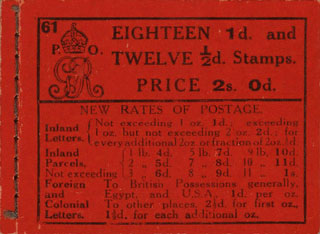 61
P. O.
EIGHTEEN 1d. and
TWELVE ½d. Stamps.
PRICE 2s. 0d.
NEW RATES OF POSTAGE.
Inland Letters. { Not exceeding 1 oz. 1d.; exceeding
1 oz. but not exceeding 2 oz. 2d.; for
every additional 2 oz. or fraction of 2 oz. ½d.
Inland { 1 lb. 4d. 5 lb. 7d. 9 lb. 10d.
Parcels. { 2 „ 5d. 7 „ 8d. 10 „ 11d.
Not exceeding { 3 „ 6d. 8 „ 9d. 11 „ 1s.
Foreign and Colonial Letters. { To British Possessions generally,
and Egypt, and U.S.A. 1d. per oz.
To other places, 2½d. for first oz.,
1½d. for each additional oz.